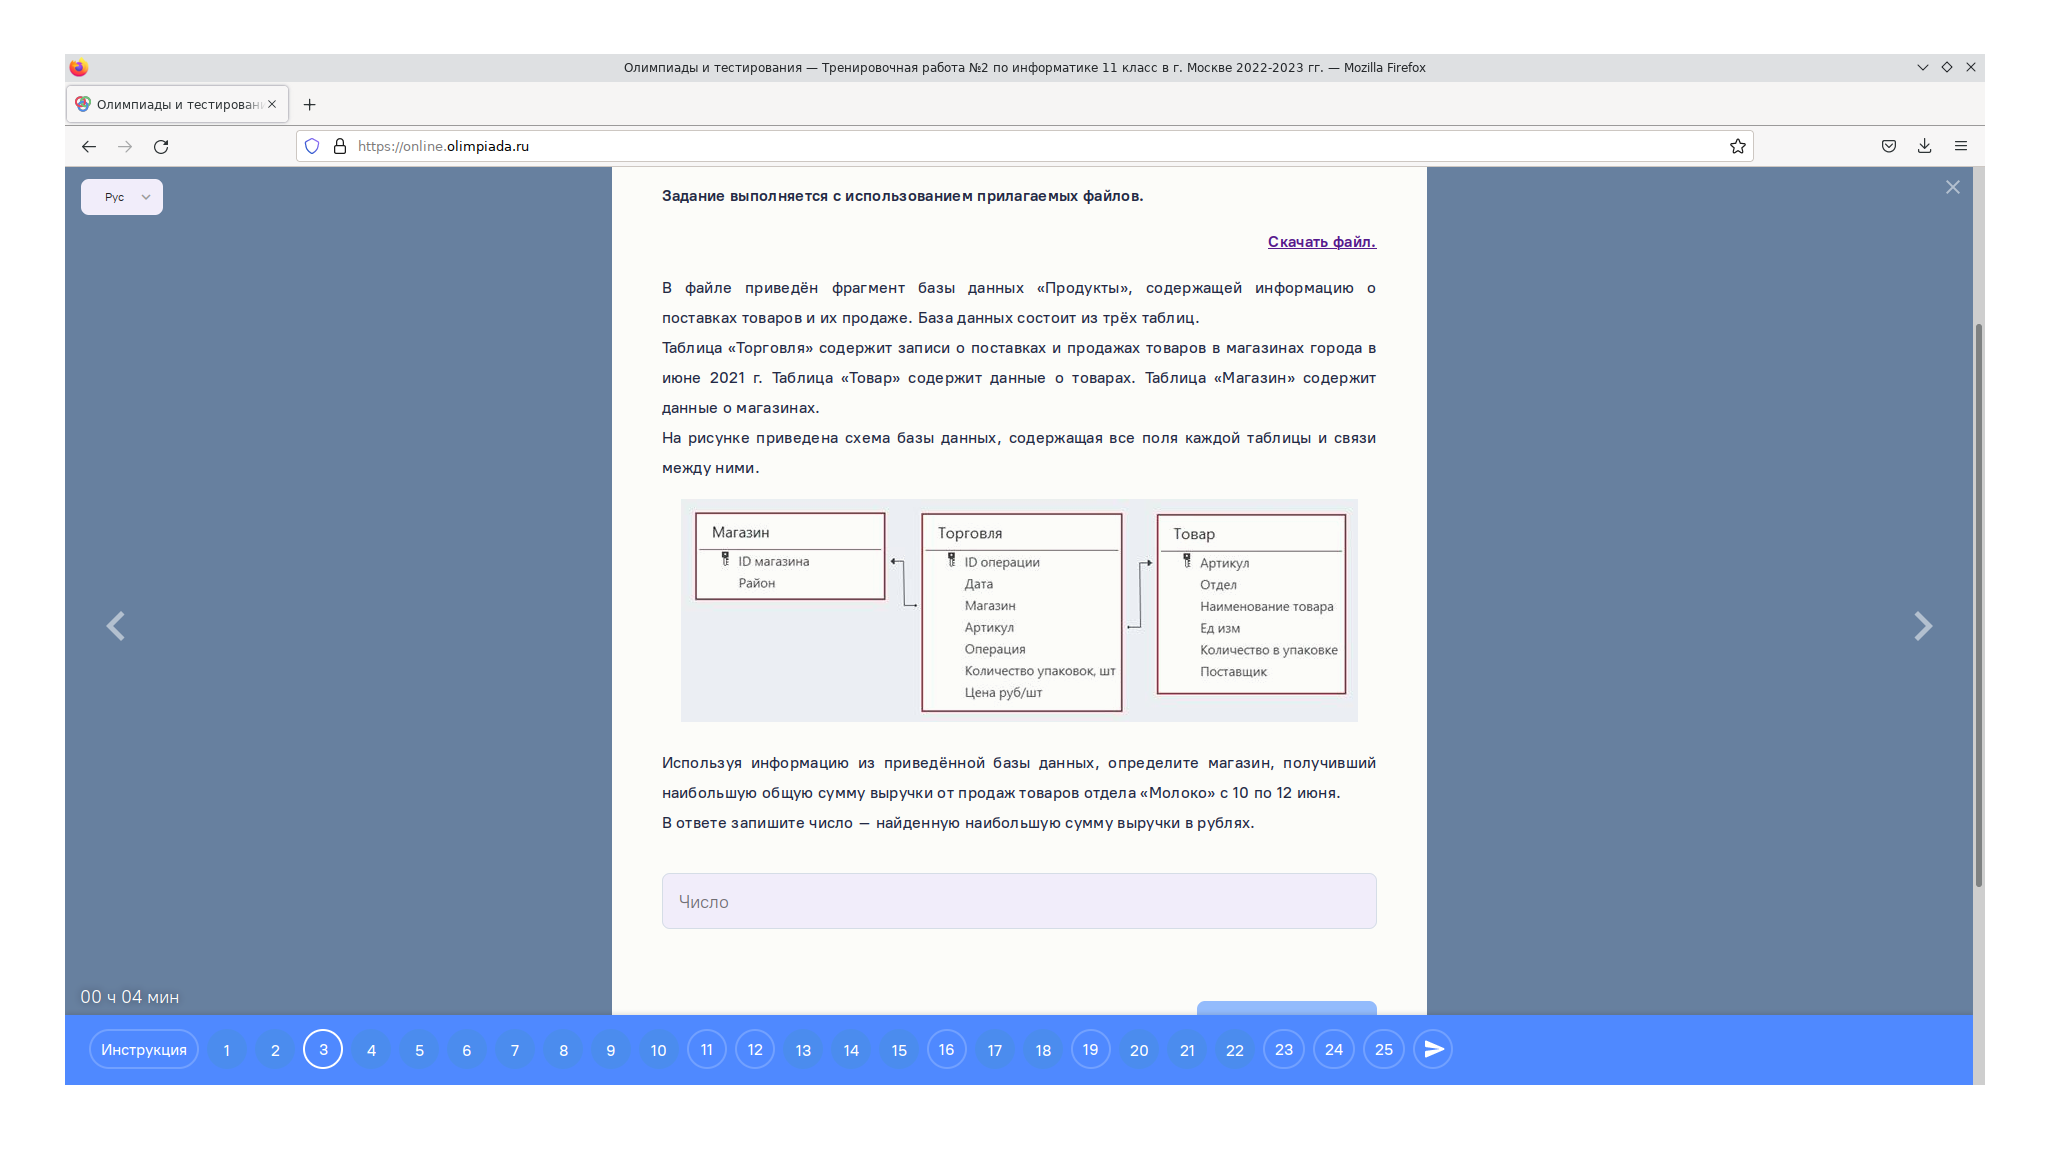 Олимпиады и тестирования — Тренировочная работа №2 по информатике 11 класс в г. Москве 2022-2023 гг. — Mozilla Firefox
Олимпиады и тестирован
https://online.olimpiada.ru
Рус
Задание выполняется с использованием прилагаемых файлов.
Скачать файл.
В файле приведён фрагмент базы данных «Продукты», содержащей информацию о
поставках товаров и их продаже. База данных состоит из трёх таблиц.
Таблица «Торговля» содержит записи о поставках и продажах товаров в магазинах города в
июне 2021 г. Таблица «Товар» содержит данные о товарах. Таблица «Магазин» содержит
данные о магазинах.
На рисунке приведена схема базы данных, содержащая все поля каждой таблицы и связи
между ними.
Магазин
ID магазина
Район
Торговля
ID операции
Дата
Магазин
Артикул
Операция
Количество упаковок, шт
Цена руб/шт
Товар
Артикул
Отдел
Наименование товара
Ед изм
Количество в упаковке
Поставщик
Используя информацию из приведённой базы данных, определите магазин, получивший
наибольшую общую сумму выручки от продаж товаров отдела «Молоко» с 10 по 12 июня.
В ответе запишите число — найденную наибольшую сумму выручки в рублях.
Число
00 ч 04 мин
Инструкция 1 2 3 4 5 6 7 8 9 10 11 12 13 14 15 16 17 18 19 20 21 22 23 24 25